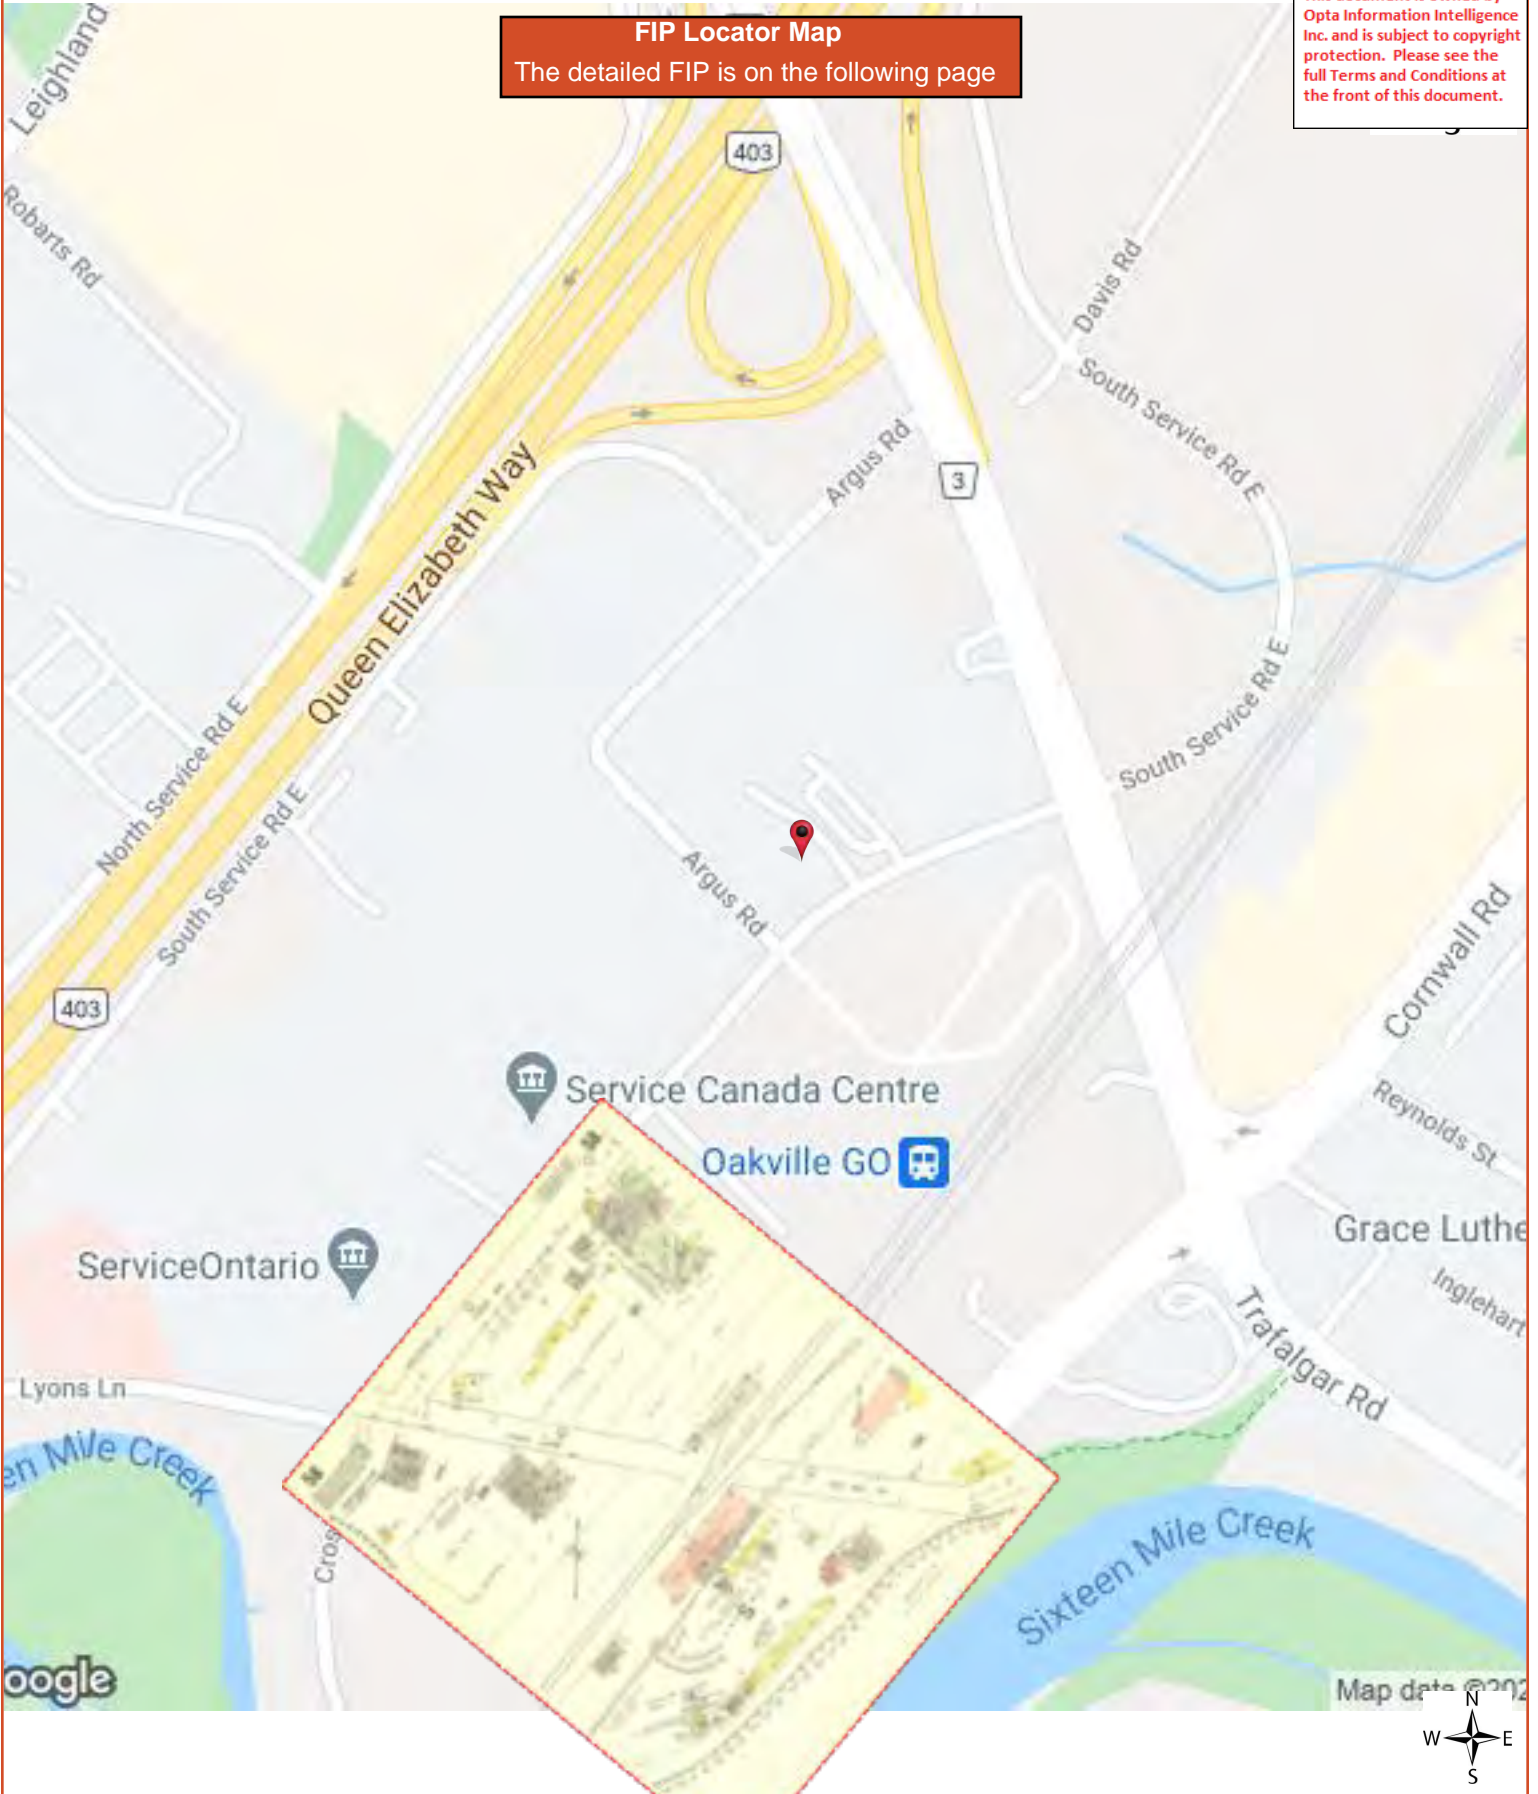 FIP Locator Map
The detailed FIP is on the following page
Opta Information Intelligence
Inc. and is subject to copyright
protection. Please see the
full Terms and Conditions at
the front of this document.
Leighland
403
Robarts Rd
Davis Rd
South Service Rd E
Argus Rd
3
Queen Elizabeth Way
North Service Rd E
South Service Rd E
South Service Rd E
Argus Rd
Cornwall Rd
403
Service Canada Centre
Reynolds St
Oakville GO
ServiceOntario
Grace Luthe
Inglehart
Trafalgar Rd
Lyons Ln
en Mile Creek
Cros
Sixteen Mile Creek
oogle
Map data ©202
N
W E
S